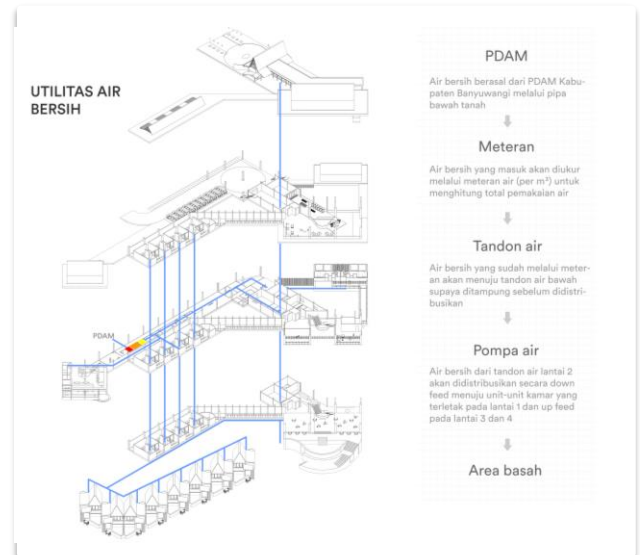 UTILITAS AIR
BERSIH
PDAM
PDAM
Air bersih berasal dari PDAM Kabu-
paten Banyuwangi melalui pipa
bawah tanah
Meteran
Air bersih yang masuk akan diukur
melalui meteran air (per m³) untuk
menghitung total pemakaian air
Tandon air
Air bersih yang sudah melalui meter-
an akan menuju tandon air bawah
supaya ditampung sebelum didistri-
busikan
Pompa air
Air bersih dari tandon air lantai 2
akan didistribusikan secara down
feed menuju unit-unit kamar yang
terletak pada lantai 1 dan up feed
pada lantai 3 dan 4
Area basah